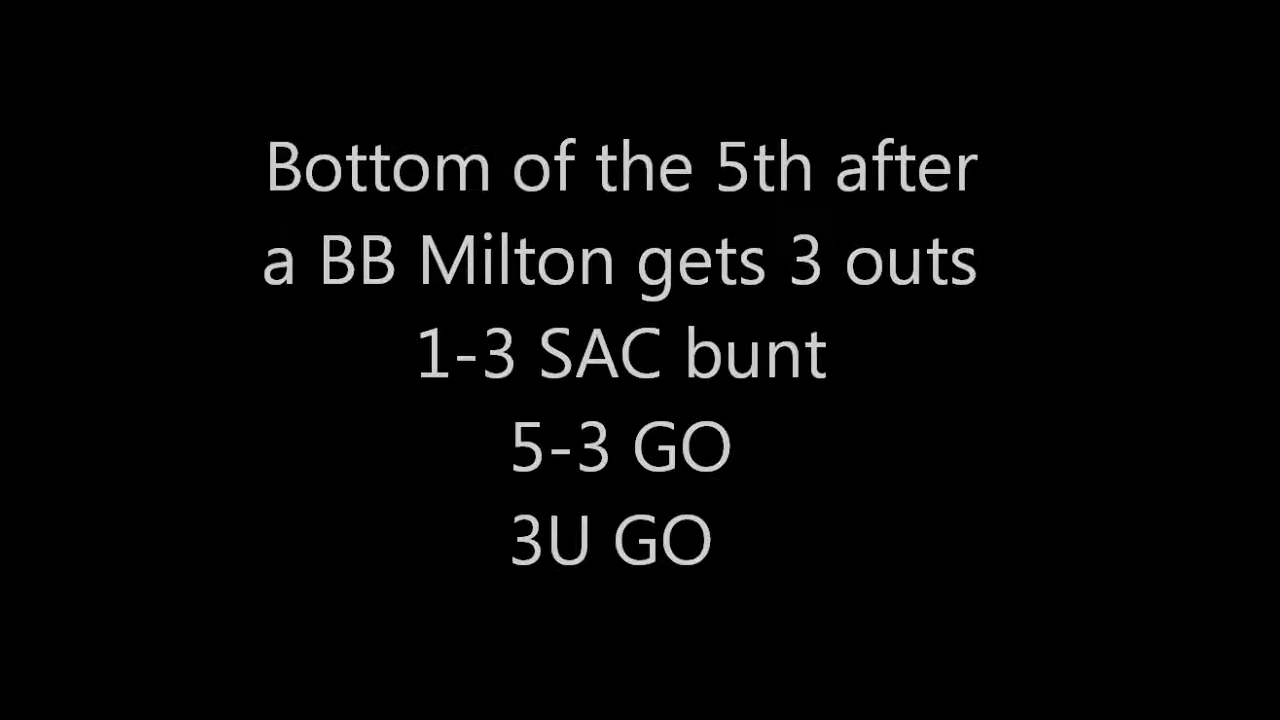 Bottom of the 5th after
a BB Milton gets 3 outs
1-3 SAC bunt
5-3 GO
3U GO